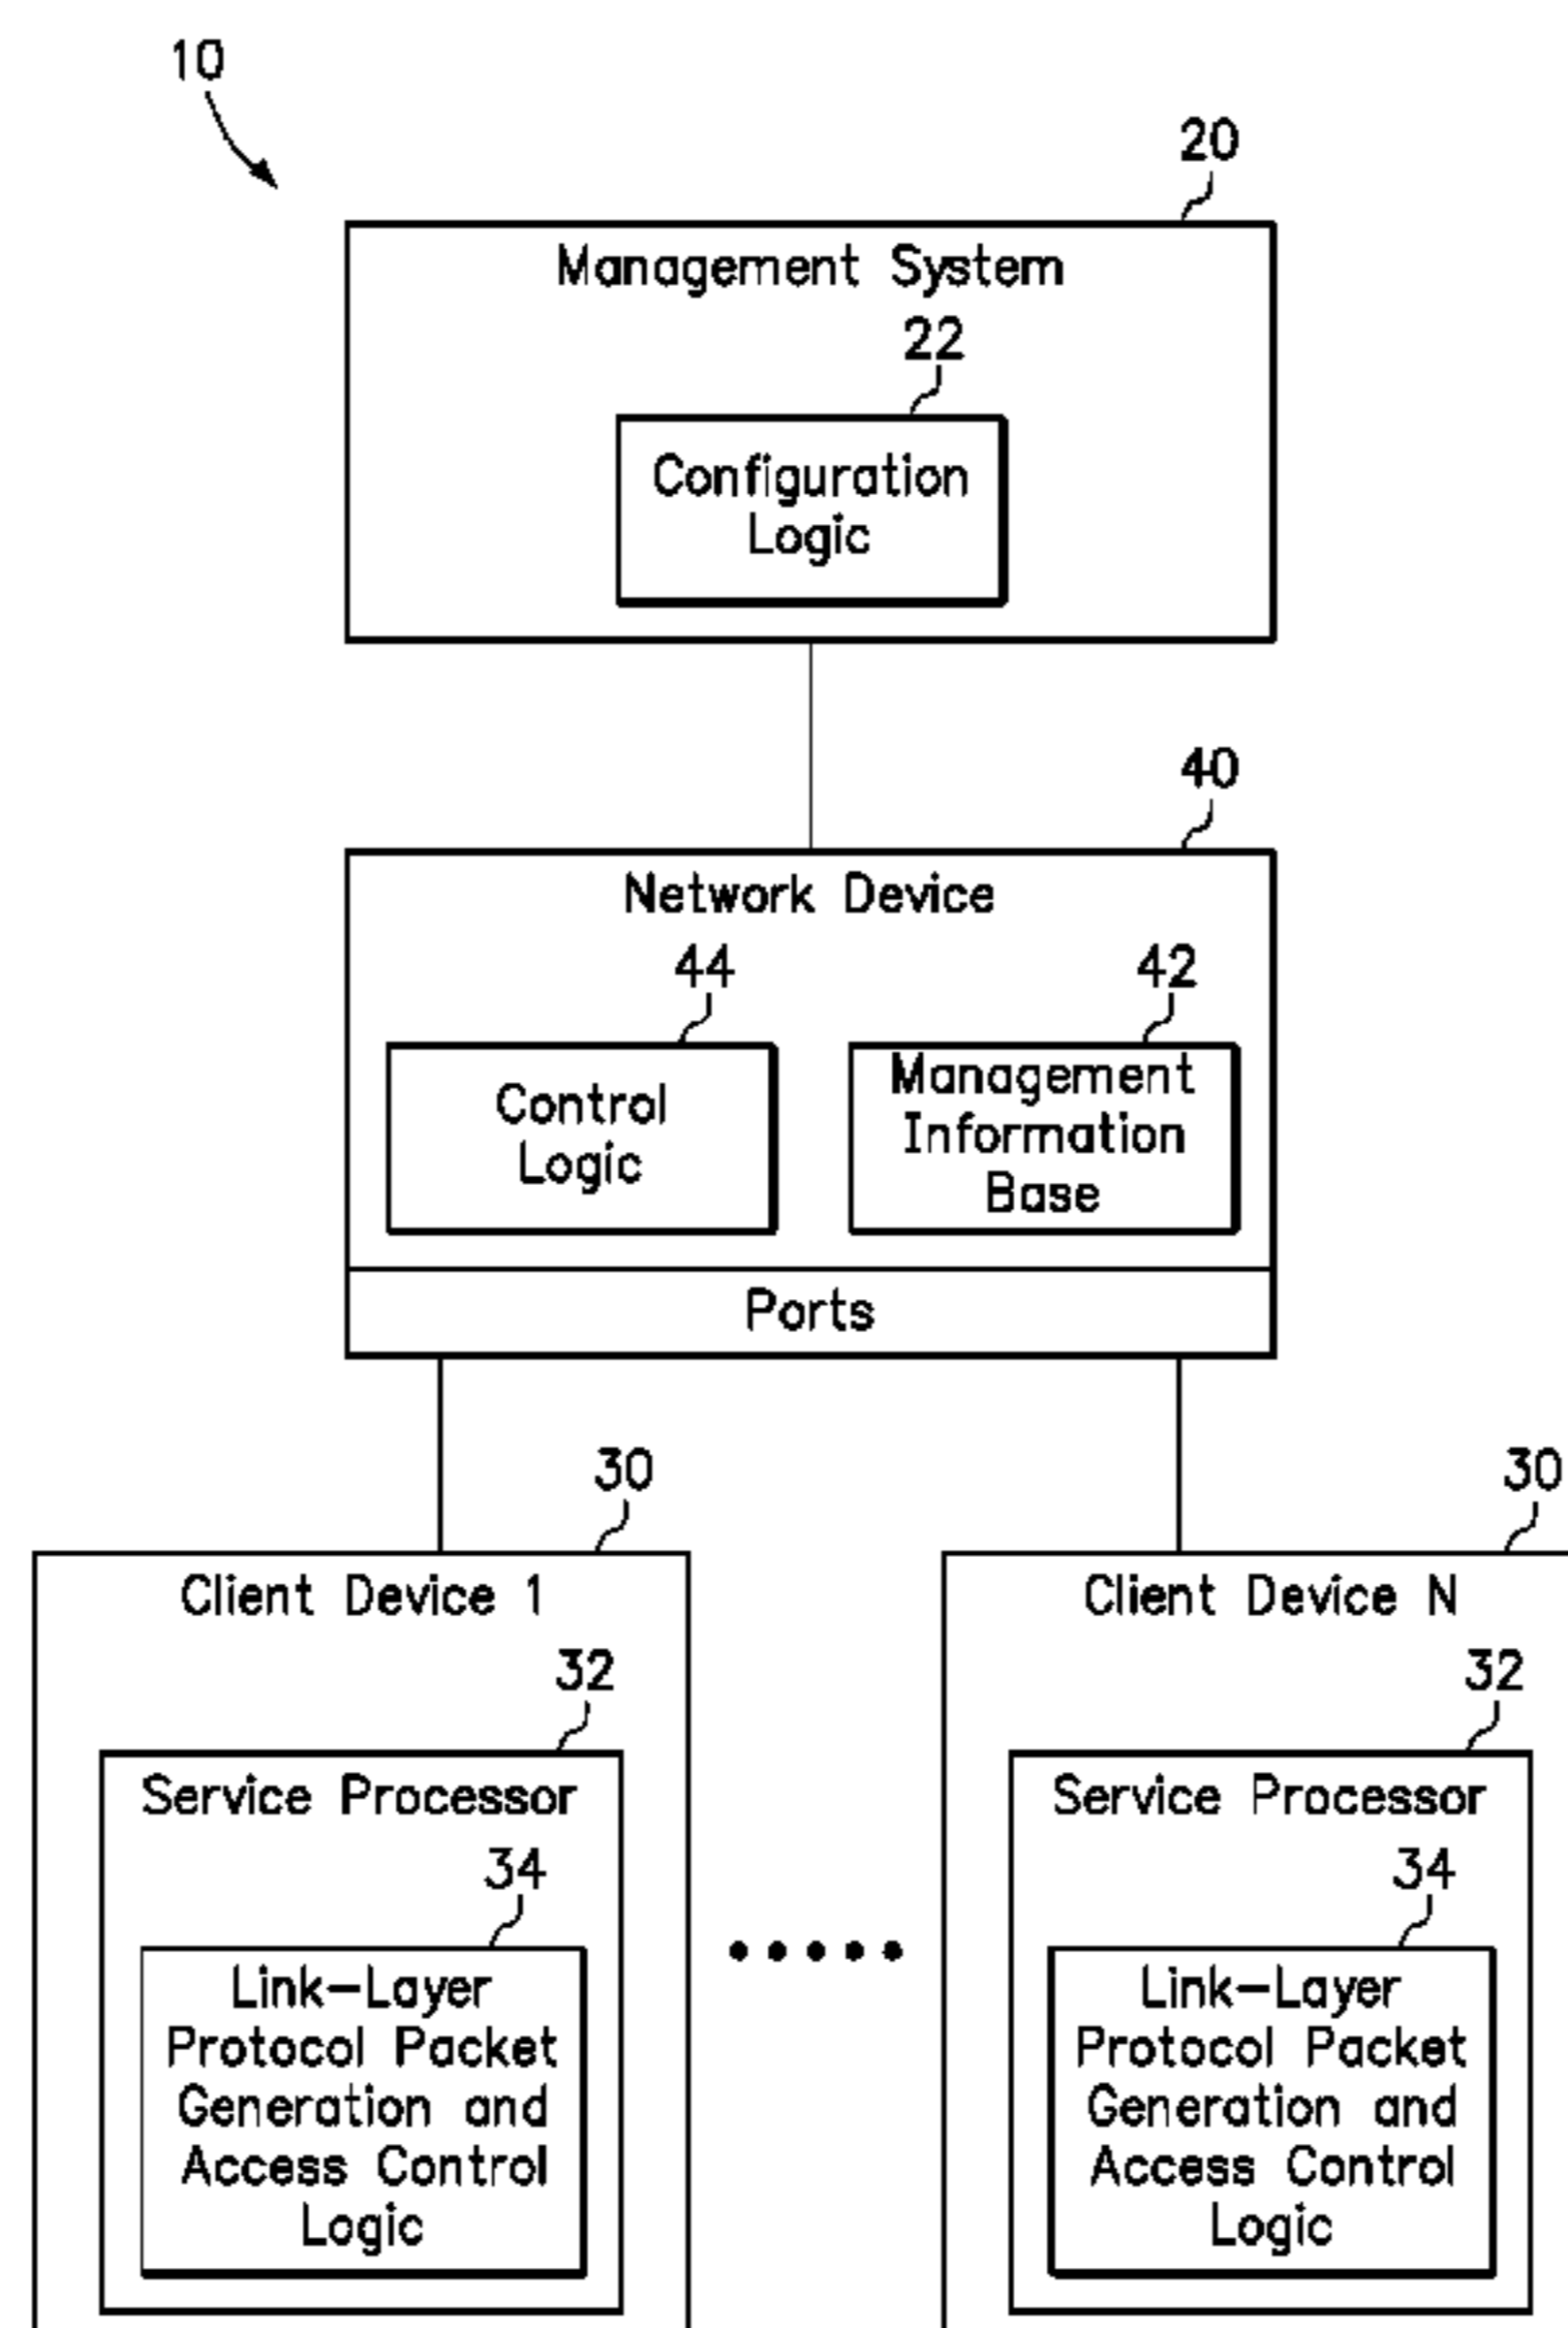 10
20
Management System
22
Configuration
Logic
40
Network Device
44
42
Control
Logic
Management
Information
Base
Ports
30
Client Device 1
32
Service Processor
34
Link-Layer
Protocol Packet
Generation and
Access Control
Logic
30
Client Device N
32
Service Processor
34
Link-Layer
Protocol Packet
Generation and
Access Control
Logic